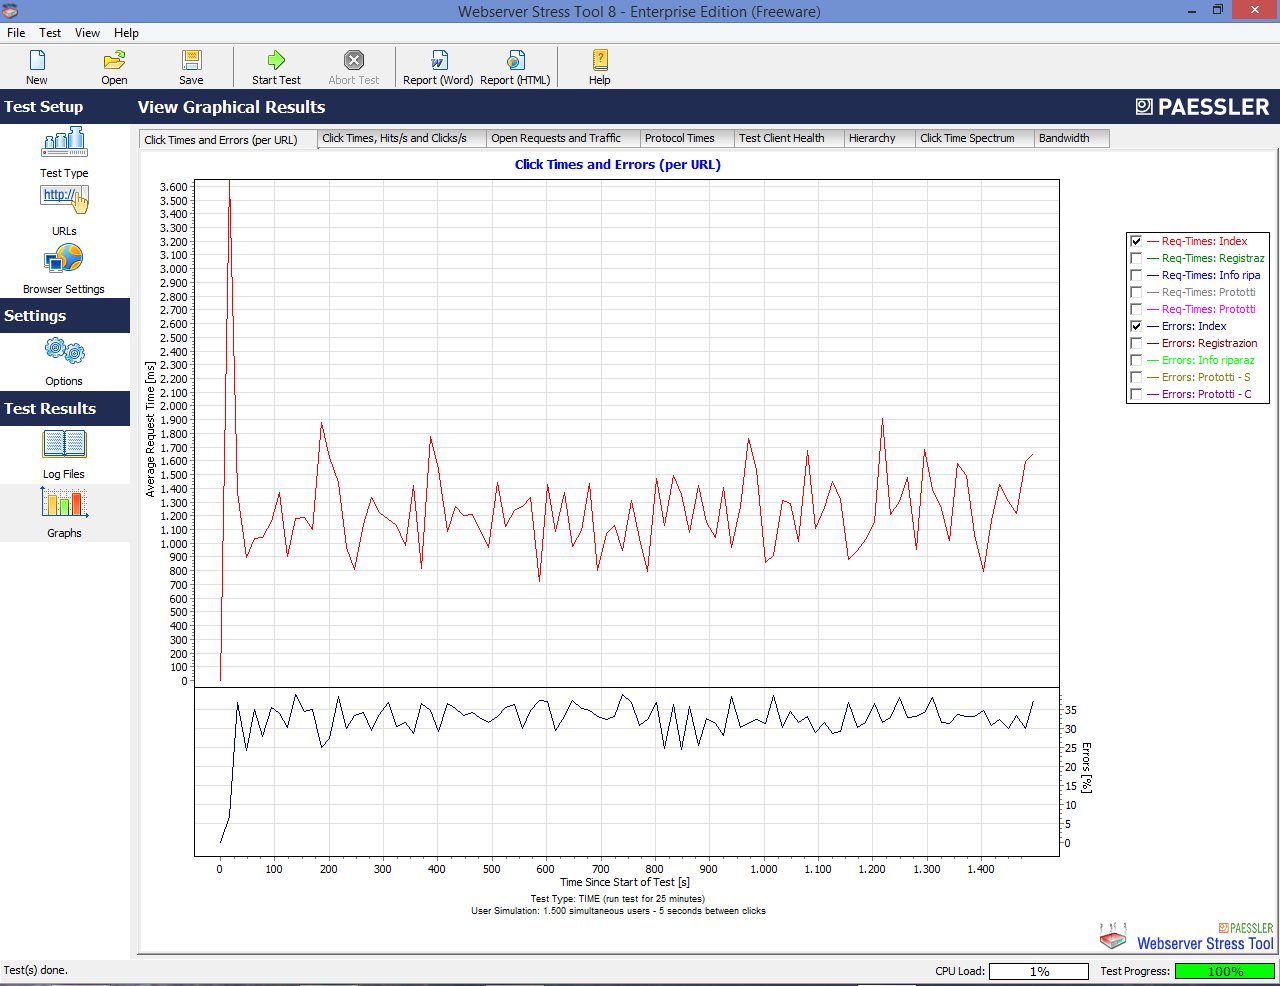 Webserver Stress Tool 8 - Enterprise Edition (Freeware)
File Test View Help
New Open Save Start Test Abort Test Report (Word) Report (HTML) Help
Test Setup
View Graphical Results
PAESSLER
Test Type
http://
URLs
Browser Settings
Settings
Options
Test Results
Log Files
Graphs
Click Times and Errors (per URL) Click Times, Hits/s and Clicks/s Open Requests and Traffic Protocol Times Test Client Health Hierarchy Click Time Spectrum Bandwidth
Click Times and Errors (per URL)
3.600
3.500
3.400
3.300
3.200
3.100
3.000
2.900
2.800
2.700
2.600
2.500
2.400
2.300
2.200
2.100
2.000
1.900
1.800
1.700
1.600
1.500
1.400
1.300
1.200
1.100
1.000
900
800
700
600
500
400
300
200
100
0
Average Request Time [ms]
35
30
25
20
15
10
5
0
Errors [%]
0 100 200 300 400 500 600 700 800 900 1.000 1.100 1.200 1.300 1.400
Time Since Start of Test [s]
Test Type: TIME (run test for 25 minutes)
User Simulation: 1.500 simultaneous users - 5 seconds between clicks
Req-Times: Index
Req-Times: Registraz
Req-Times: Info ripa
Req-Times: Prototti
Req-Times: Prototti
Errors: Index
Errors: Registrazion
Errors: Info riparaz
Errors: Prototti - S
Errors: Prototti - C
PAESSLER
Webserver Stress Tool
Test(s) done.
CPU Load: 1% Test Progress: 100%